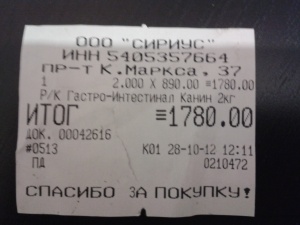 ООО "СИРИУС"
ИНН 5405357664
ПР-Т К.Маркса, 37
1 2.000 X 890.00 =1780.00
Р/К Гастро-Интестинал Канин 2кг
ИТОГ ≡1780.00
ДОК. 00042616
#0513 К01 28-10-12 12:11
ПД 0210472
СПАСИБО ЗА ПОКУПКУ!